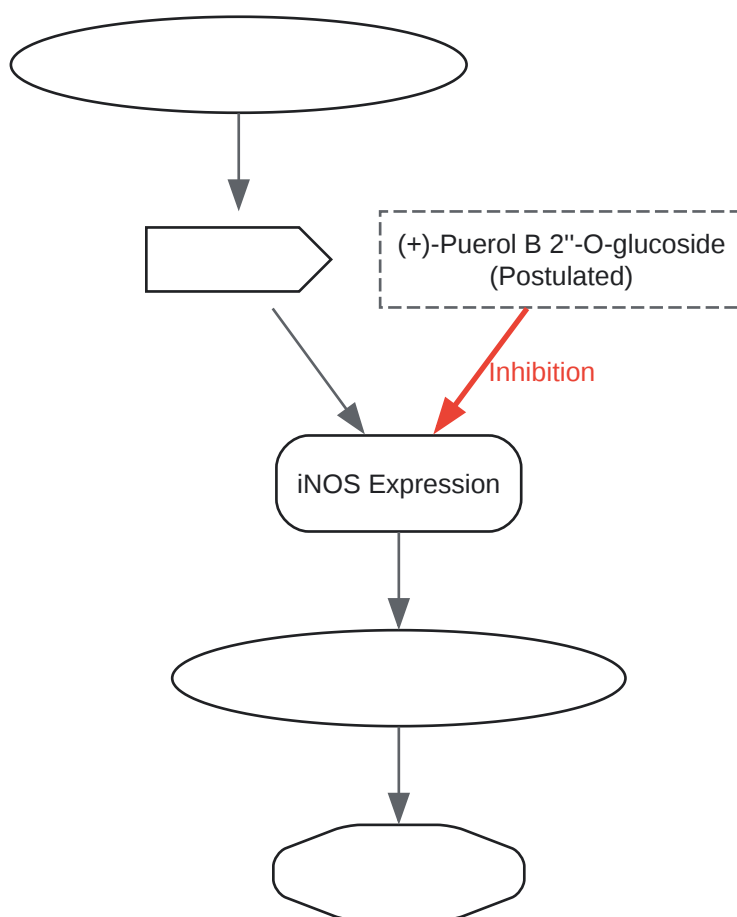 (+)-Puerol B 2''-O-glucoside
(Postulated)
Inhibition
iNOS Expression